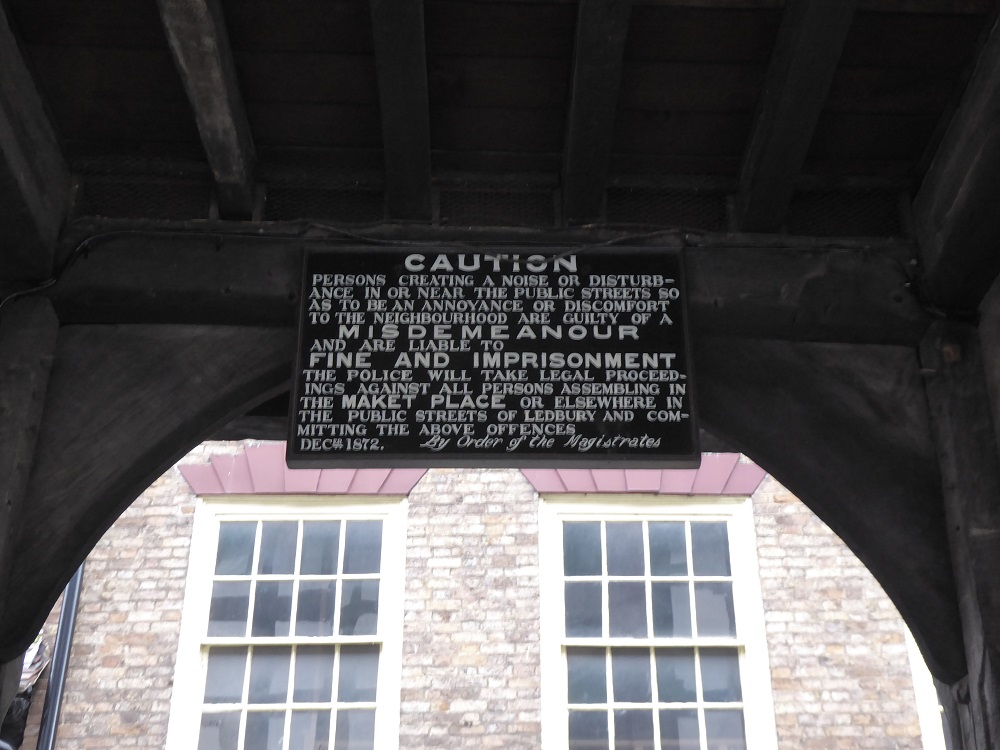 CAUTION
PERSONS CREATING A NOISE OR DISTURB-
ANCE IN OR NEAR THE PUBLIC STREETS SO
AS TO BE AN ANNOYANCE OR DISCOMFORT
TO THE NEIGHBOURHOOD ARE GUILTY OF A
MISDEMEANOUR
AND ARE LIABLE TO
FINE AND IMPRISONMENT
THE POLICE WILL TAKE LEGAL PROCEED-
INGS AGAINST ALL PERSONS ASSEMBLING IN
THE MAKET PLACE OR ELSEWHERE IN
THE PUBLIC STREETS OF LEDBURY AND COM-
MITTING THE ABOVE OFFENCES
DECR. 1872. By Order of the Magistrates